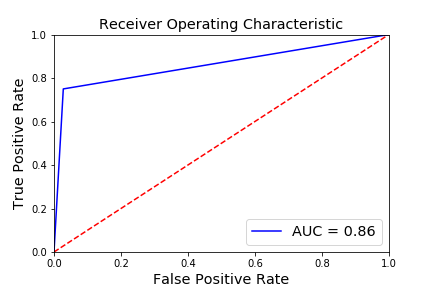 Receiver Operating Characteristic
True Positive Rate
1.0
0.8
0.6
0.4
0.2
0.0
AUC = 0.86
0.0 0.2 0.4 0.6 0.8 1.0
False Positive Rate